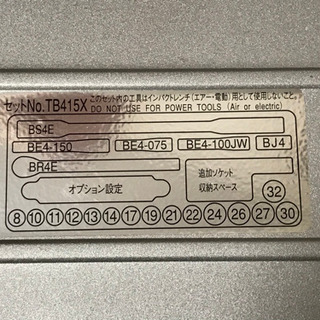 セットNo.TB415X このセット内の工具はインパクトレンチ(エアー・電動)用として使用しないこと。
DO NOT USE FOR POWER TOOLS (Air or electric)
BS4E
BE4-150 BE4-075 BE4-100JW BJ4
BR4E
オプション設定
追加ソケット
収納スペース
32
8 10 11 12 13 14 17 19 21 22 24 26 27 30